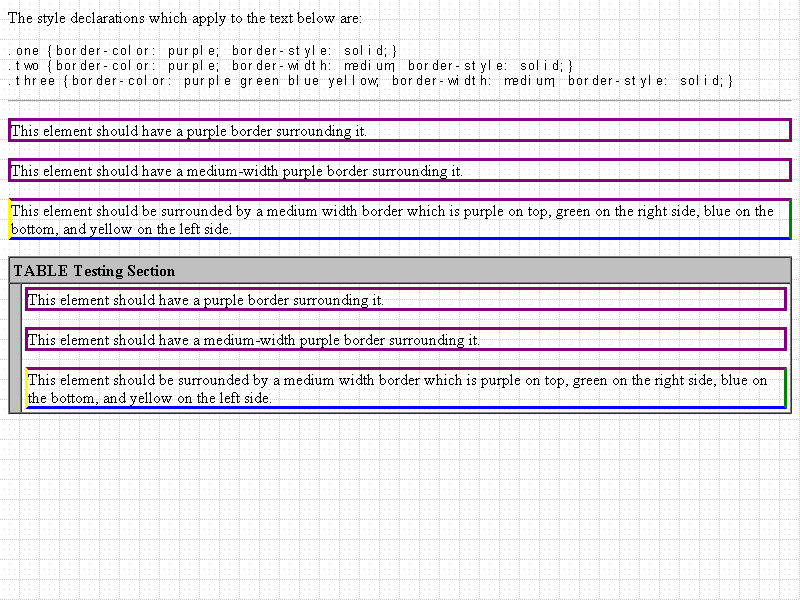 The style declarations which apply to the text below are:
.one {border-color: purple; border-style: solid;}
.two {border-color: purple; border-width: medium; border-style: solid;}
.three {border-color: purple green blue yellow; border-width: medium; border-style: solid;}
This element should have a purple border surrounding it.
This element should have a medium-width purple border surrounding it.
This element should be surrounded by a medium width border which is purple on top, green on the right side, blue on the
bottom, and yellow on the left side.
TABLE Testing Section
This element should have a purple border surrounding it.
This element should have a medium-width purple border surrounding it.
This element should be surrounded by a medium width border which is purple on top, green on the right side, blue on
the bottom, and yellow on the left side.